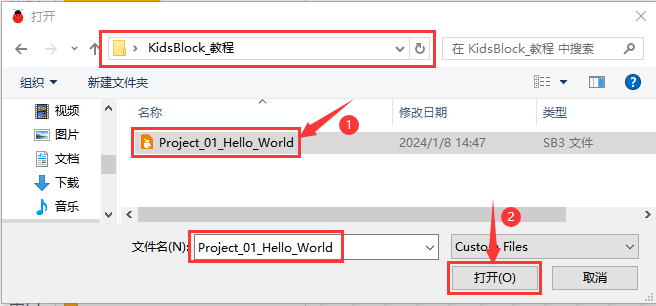 打开
KidsBlock_教程
在 KidsBlock_教程 中搜索
组织
新建文件夹
名称
修改日期
类型
视频
图片
文档
下载
音乐
Project_01_Hello_World
2024/1/8 14:47
SB3 文件
1
文件名(N):
Project_01_Hello_World
Custom Files
2
打开(O)
取消